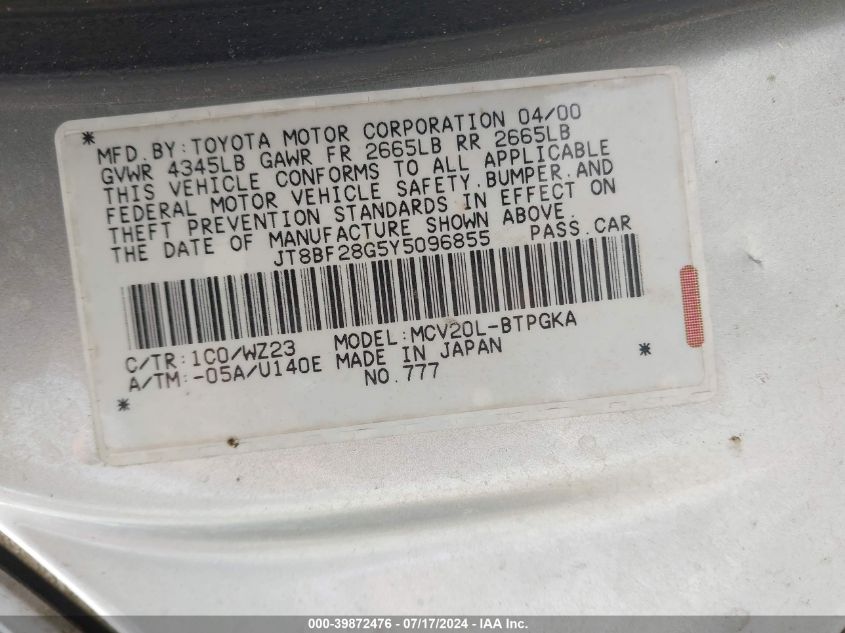 * MFD.BY:TOYOTA MOTOR CORPORATION 04/00
GVWR 4345LB GAWR FR 2665LB RR 2665LB
THIS VEHICLE CONFORMS TO ALL APPLICABLE
FEDERAL MOTOR VEHICLE SAFETY,BUMPER,AND
THEFT PREVENTION STANDARDS IN EFFECT ON
THE DATE OF MANUFACTURE SHOWN ABOVE.
JT8BF28G5Y5096855 PASS.CAR
C/TR:1C0/WZ23 MODEL:MCV20L-BTPGKA
A/TM:-05A/U140E MADE IN JAPAN *
* NO.777
000-39872476 / 07/17/2024 - IAA Inc.